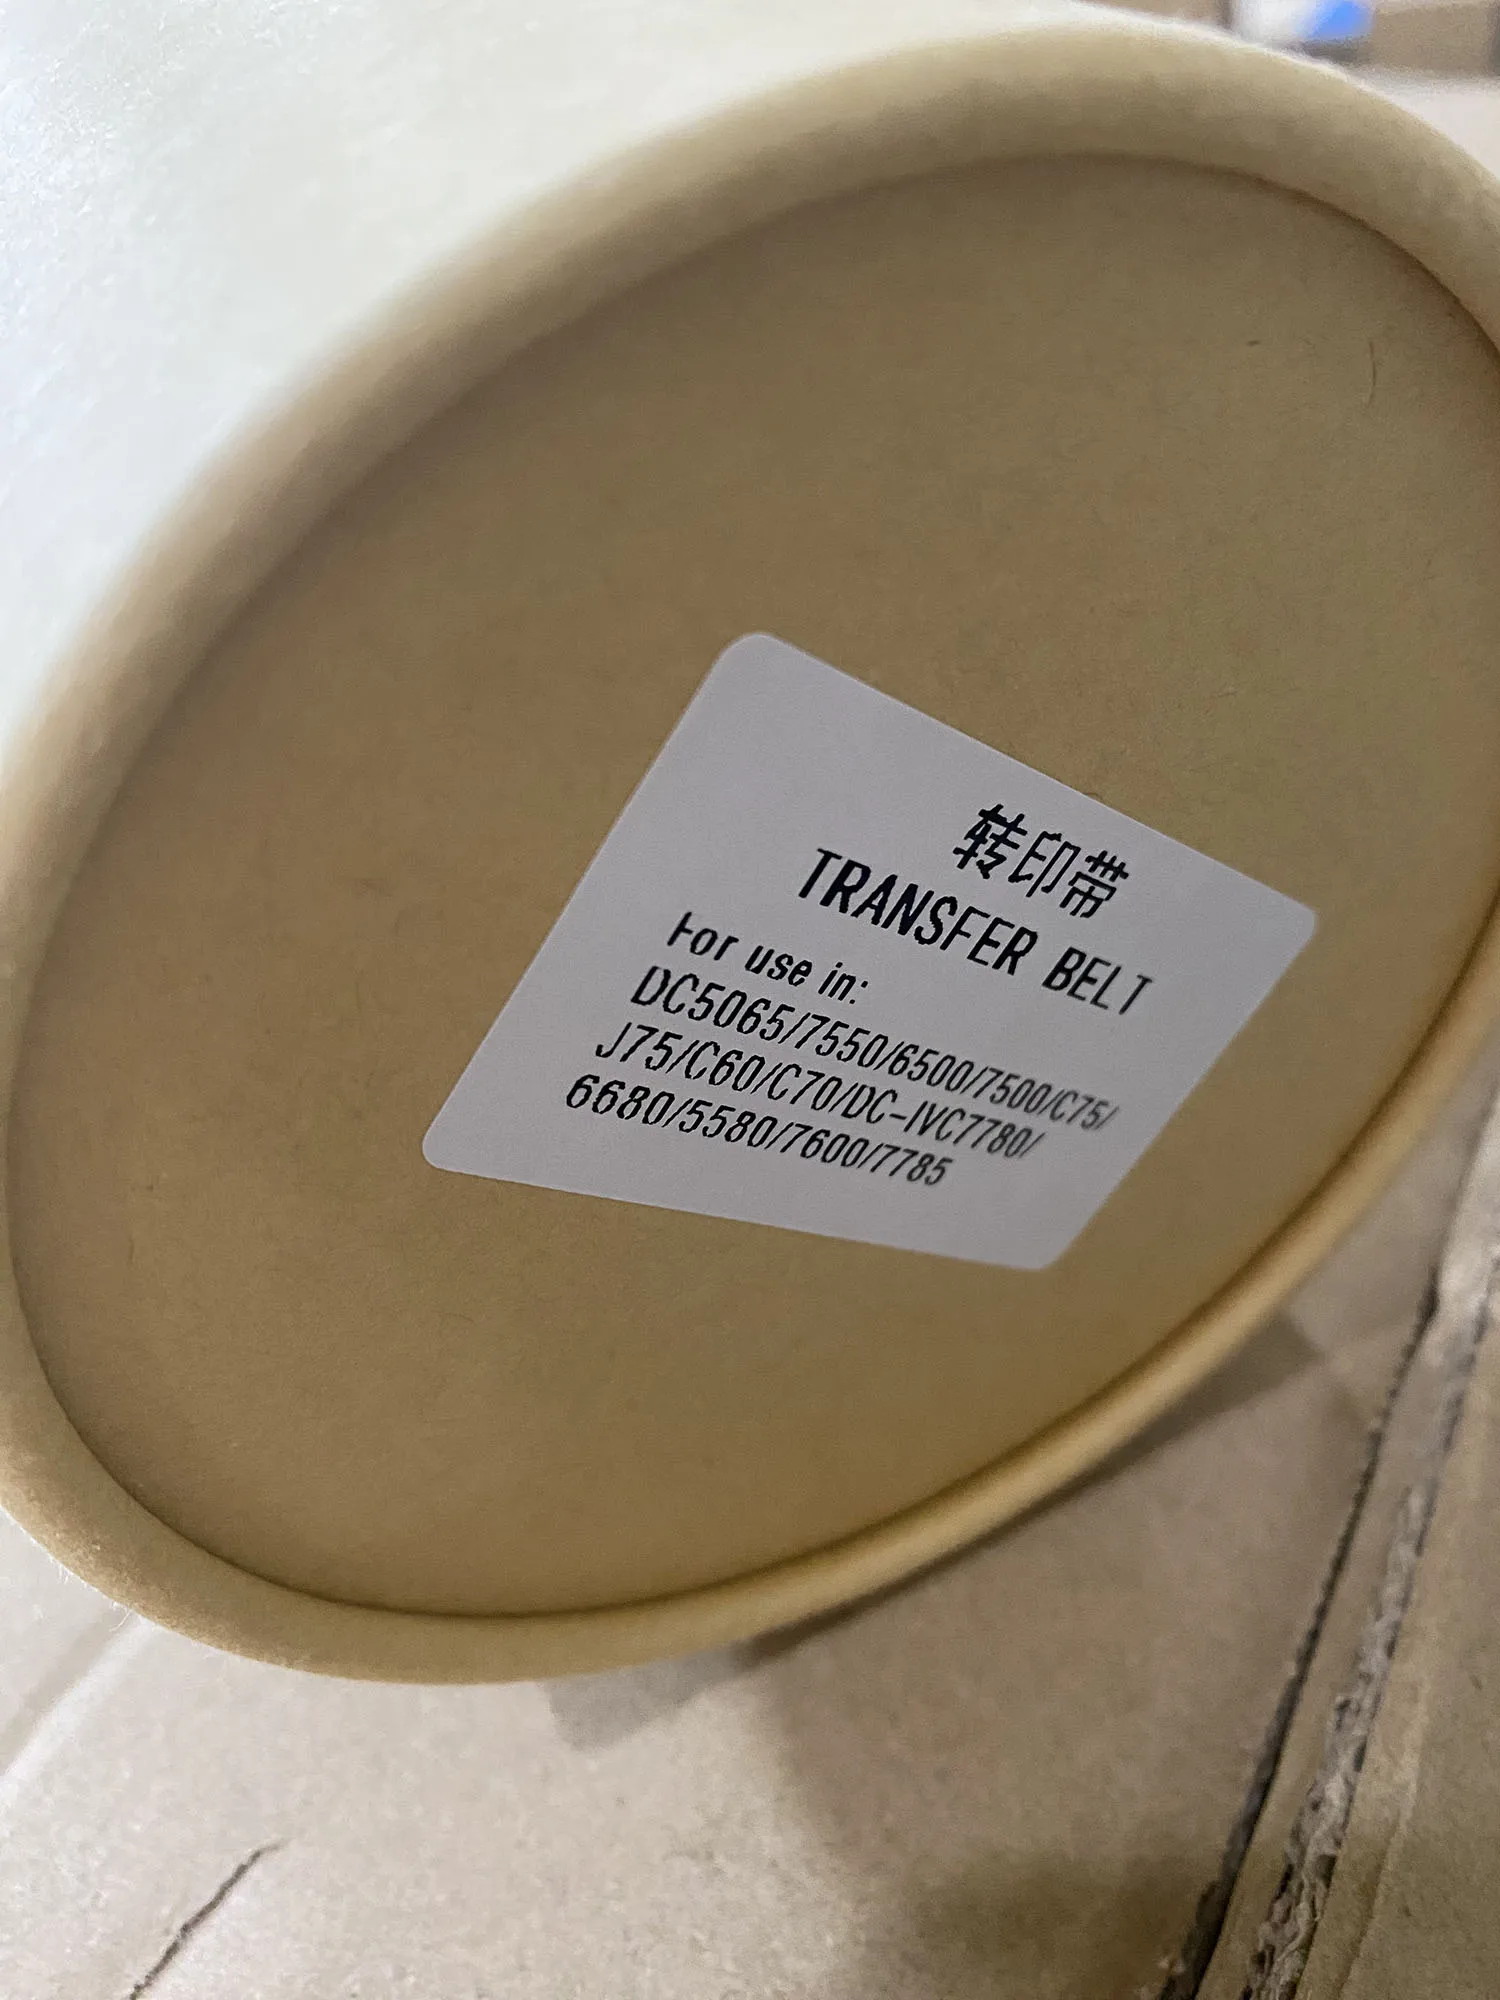 转印带
TRANSFER BELT
For use in:
DC5065/7550/6500/7500/C75/
J75/C60/C70/DC-IVC7780/
6680/5580/7600/7785